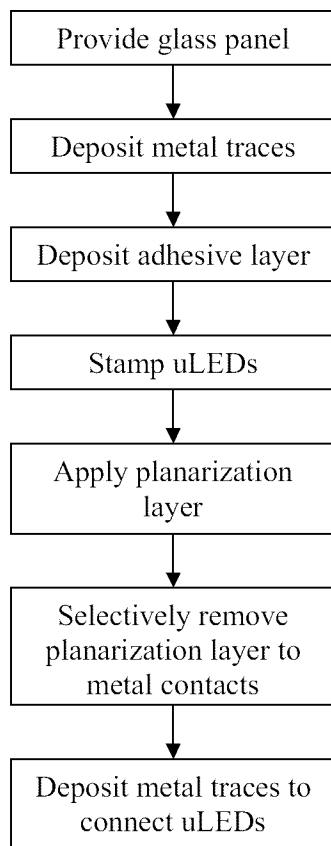 Provide glass panel
Deposit metal traces
Deposit adhesive layer
Stamp uLEDs
Apply planarization
layer
Selectively remove
planarization layer to
metal contacts
Deposit metal traces to
connect uLEDs